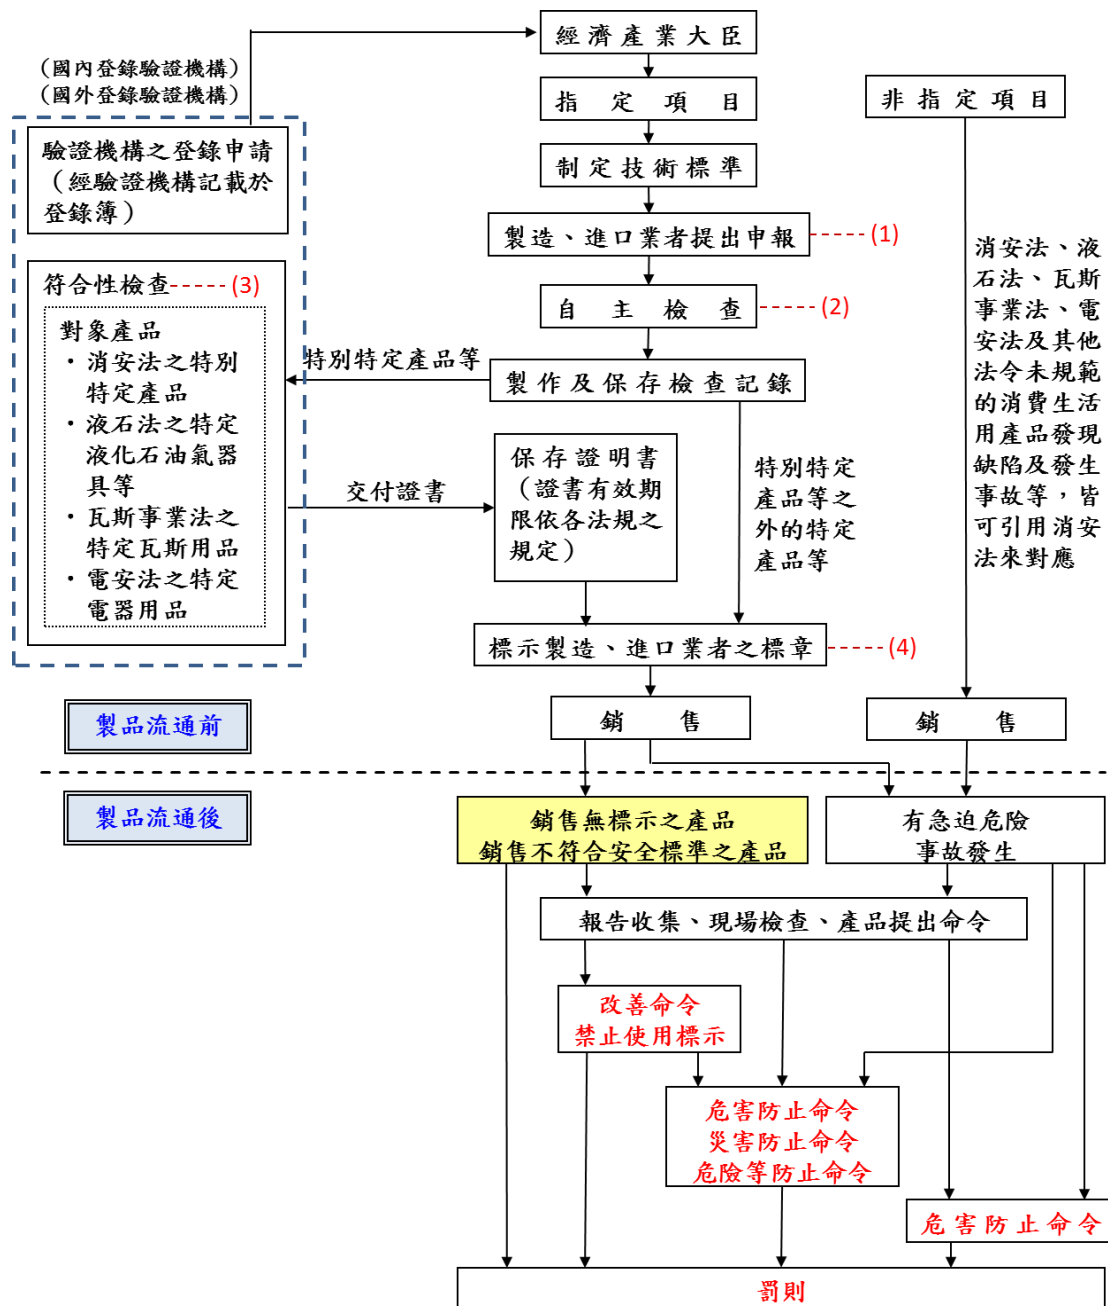 經濟產業大臣
(國內登錄驗證機構)
(國外登錄驗證機構)
指定項目
非指定項目
驗證機構之登錄申請
(經驗證機構記載於
登錄簿)
制定技術標準
製造、進口業者提出申報
(1)
消安法、液
石法、瓦斯
事業法、電
安法及其他
法令未規範
的消費生活
用產品發現
缺陷及發生
事故等，皆
可引用消安
法來對應
符合性檢查
(3)
自主檢查
(2)
對象產品
・消安法之特別
特定產品
・液石法之特定
液化石油氣器
具等
・瓦斯事業法之
特定瓦斯用品
・電安法之特定
電器用品
特別特定產品等
製作及保存檢查記錄
交付證書
保存證明書
(證書有效期
限依各法規之
規定)
特別特定
產品等之
外的特定
產品等
標示製造、進口業者之標章
(4)
製品流通前
銷售
銷售
製品流通後
銷售無標示之產品
銷售不符合安全標準之產品
有急迫危險
事故發生
報告收集、現場檢查、產品提出命令
改善命令
禁止使用標示
危害防止命令
災害防止命令
危險等防止命令
危害防止命令
罰則